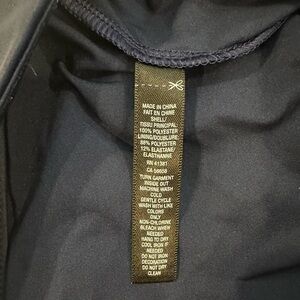 MADE IN CHINA
FAIT EN CHINE
SHELL/
TISSU PRINCIPAL:
100% POLYESTER
LINING/DOUBLURE:
88% POLYESTER
12% ELASTANE/
ELASTHANNE
RN 41381
CA 56608
TURN GARMENT
INSIDE OUT
MACHINE WASH
COLD
GENTLE CYCLE
WASH WITH LIKE
COLORS
ONLY
NON-CHLORINE
BLEACH WHEN
NEEDED
HANG TO DRY
COOL IRON IF
NEEDED
DO NOT IRON
DECORATION
DO NOT DRY
CLEAN